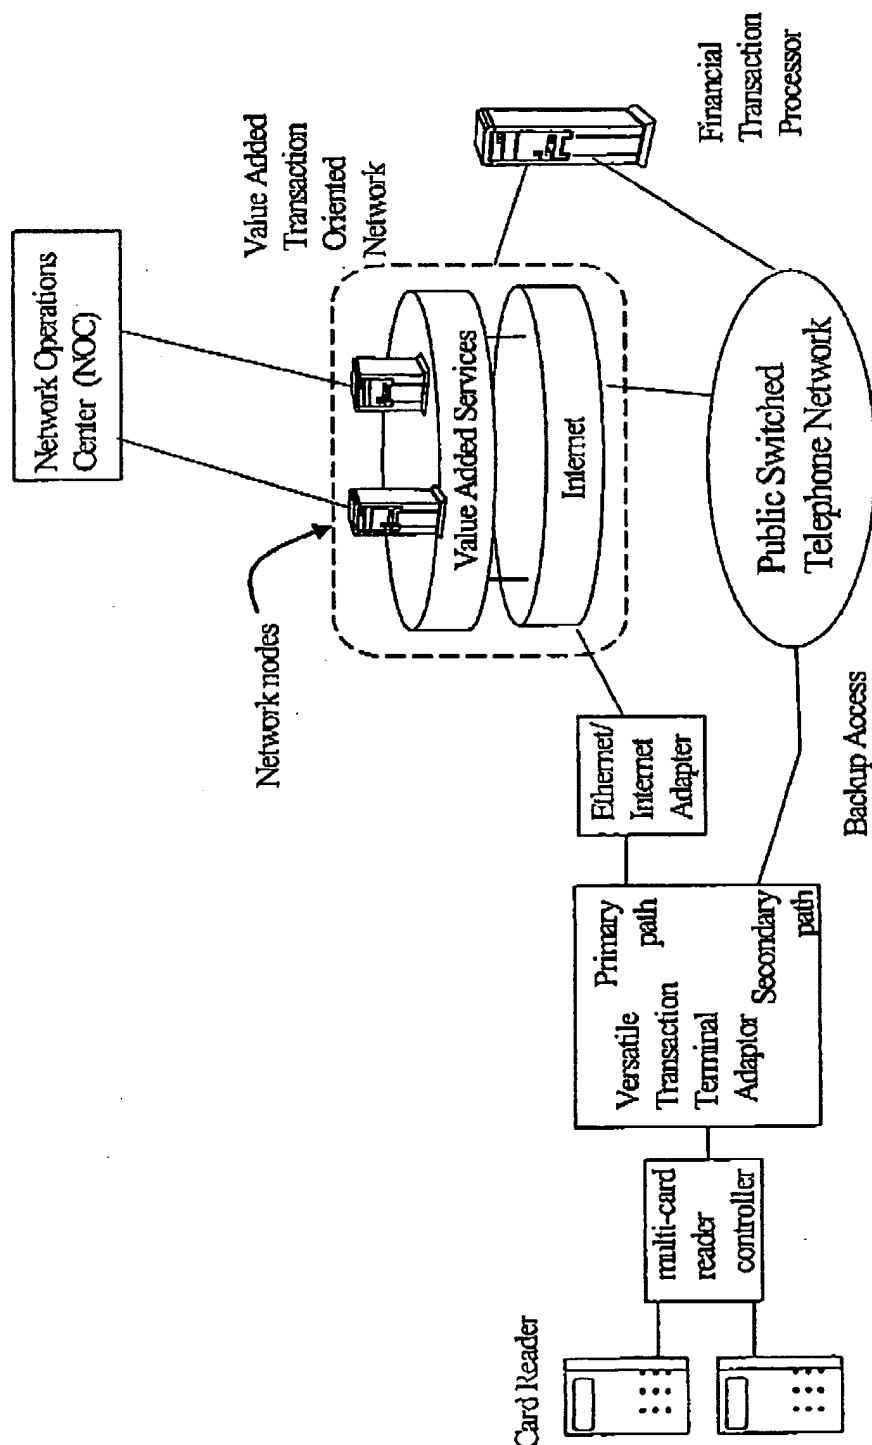 Network Operations
Center (NOC)
Value Added
Transaction
Oriented
Network
Network nodes
Value Added Services
Internet
Financial
Transaction
Processor
Ethernet/
Internet
Adapter
Public Switched
Telephone Network
Backup Access
Primary
path
Versatile
Transaction
Terminal
Adaptor
Secondary
path
multi-card
reader
controller
Card Reader